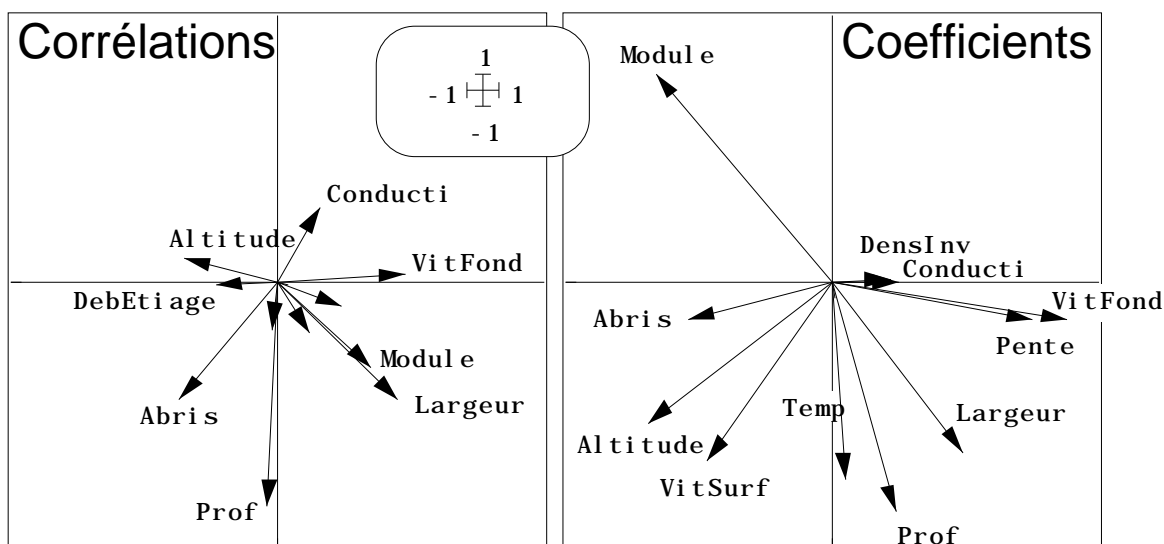 Corrélations
1
-1 1
-1
Conducti
Altitude
VitFond
DebEtiage
Module
Largeur
Abris
Prof
Coefficients
Module
DensInv
Conducti
VitFond
Abris
Pente
Temp
Largeur
Altitude
VitSurf
Prof